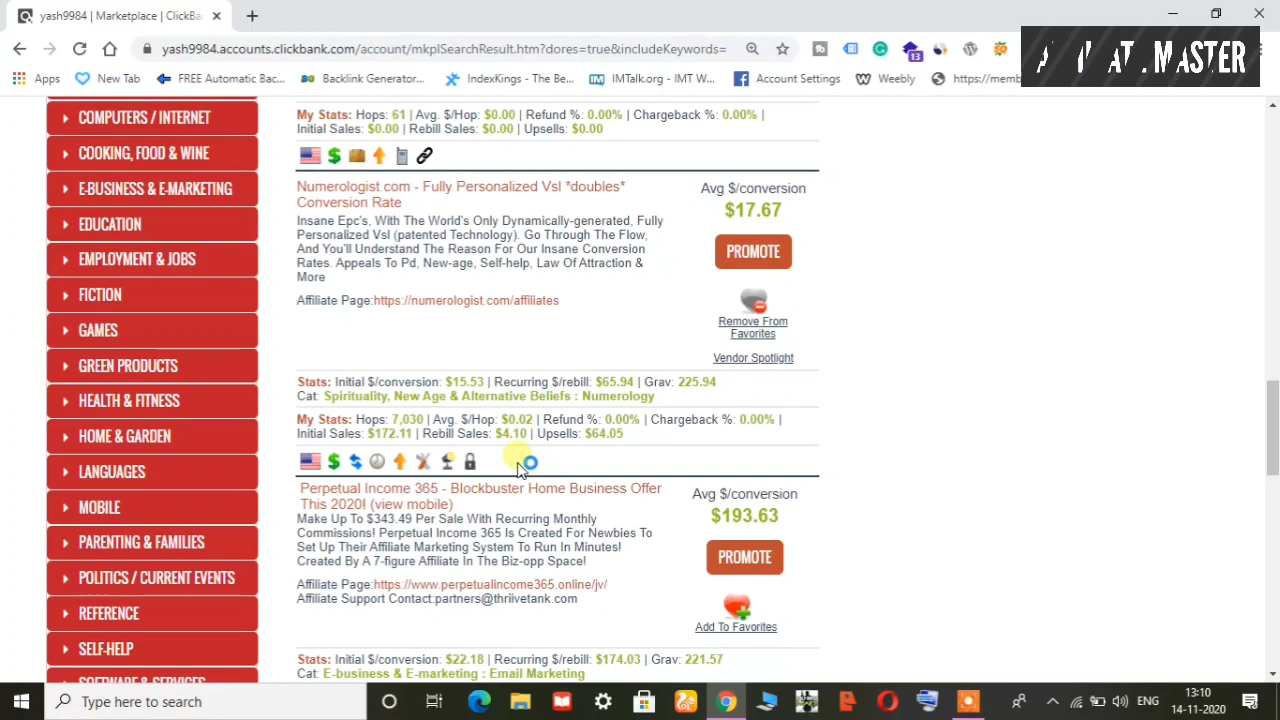 yash9984 | Marketplace | ClickBa
yash9984.accounts.clickbank.com/account/mkplSearchResult.htm?dores=true&includeKeywords=
13
MASTER
Apps
New Tab
FREE Automatic Bac...
Backlink Generator...
IndexKings - The Be...
IMTalk.org - IMT W...
Account Settings
Weebly
https://memb
COMPUTERS / INTERNET
COOKING, FOOD & WINE
E-BUSINESS & E-MARKETING
EDUCATION
EMPLOYMENT & JOBS
FICTION
GAMES
GREEN PRODUCTS
HEALTH & FITNESS
HOME & GARDEN
LANGUAGES
MOBILE
PARENTING & FAMILIES
POLITICS / CURRENT EVENTS
REFERENCE
SELF-HELP
SOFTWARE & SERVICES
My Stats: Hops: 61 | Avg. $/Hop: $0.00 | Refund %: 0.00% | Chargeback %: 0.00% |
Initial Sales: $0.00 | Rebill Sales: $0.00 | Upsells: $0.00
Numerologist.com - Fully Personalized Vsl *doubles*
Conversion Rate
Insane Epc's, With The World's Only Dynamically-generated, Fully
Personalized Vsl (patented Technology). Go Through The Flow,
And You'll Understand The Reason For Our Insane Conversion
Rates. Appeals To Pd, New-age, Self-help, Law Of Attraction &
More
Affiliate Page:https://numerologist.com/affiliates
Avg $/conversion
$17.67
PROMOTE
Remove From
Favorites
Vendor Spotlight
Stats: Initial $/conversion: $15.53 | Recurring $/rebill: $65.94 | Grav: 225.94
Cat: Spirituality, New Age & Alternative Beliefs : Numerology
My Stats: Hops: 7,030 | Avg. $/Hop: $0.02 | Refund %: 0.00% | Chargeback %: 0.00% |
Initial Sales: $172.11 | Rebill Sales: $4.10 | Upsells: $64.05
Perpetual Income 365 - Blockbuster Home Business Offer
This 2020! (view mobile)
Make Up To $343.49 Per Sale With Recurring Monthly
Commissions! Perpetual Income 365 Is Created For Newbies To
Set Up Their Affiliate Marketing System To Run In Minutes!
Created By A 7-figure Affiliate In The Biz-opp Space!
Affiliate Page:https://www.perpetualincome365.online/jv/
Affiliate Support Contact:partners@thriivetank.com
Avg $/conversion
$193.63
PROMOTE
Add To Favorites
Stats: Initial $/conversion: $22.18 | Recurring $/rebill: $174.03 | Grav: 221.57
Cat: E-business & E-marketing : Email Marketing
Type here to search
ENG
13:10
14-11-2020